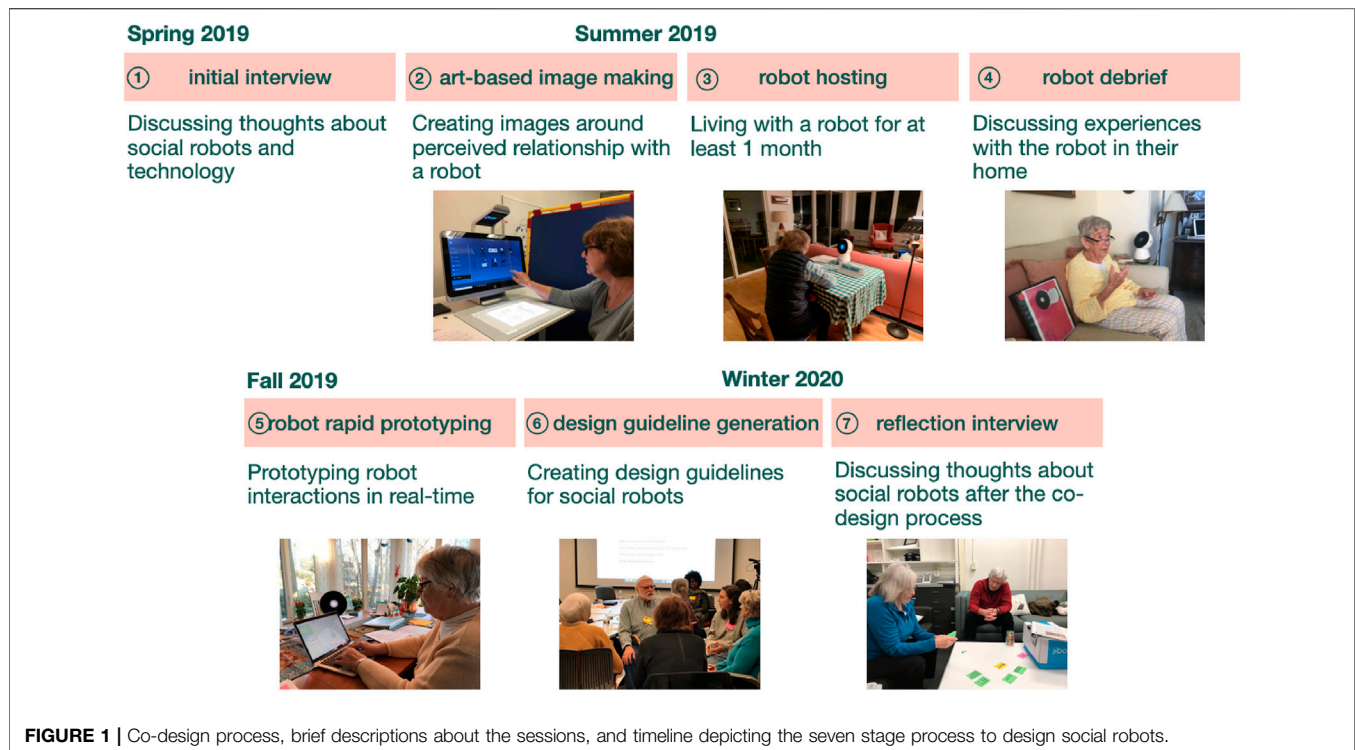 Spring 2019
Summer 2019
1 initial interview
2 art-based image making
3 robot hosting
4 robot debrief
Discussing thoughts about
social robots and
technology
Creating images around
perceived relationship with
a robot
Living with a robot for at
least 1 month
Discussing experiences
with the robot in their
home
Fall 2019
Winter 2020
5 robot rapid prototyping
6 design guideline generation
7 reflection interview
Prototyping robot
interactions in real-time
Creating design guidelines
for social robots
Discussing thoughts about
social robots after the co-
design process
jibo
FIGURE 1 | Co-design process, brief descriptions about the sessions, and timeline depicting the seven stage process to design social robots.